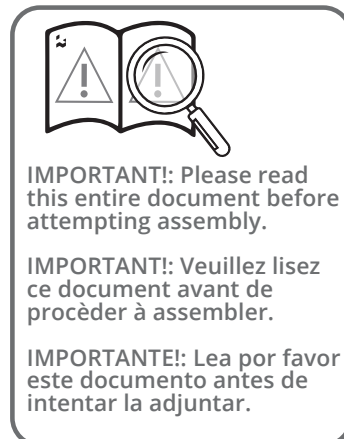 IMPORTANT!: Please read
this entire document before
attempting assembly.
IMPORTANT!: Veuillez lisez
ce document avant de
procèder à assembler.
IMPORTANTE!: Lea por favor
este documento antes de
intentar la adjuntar.